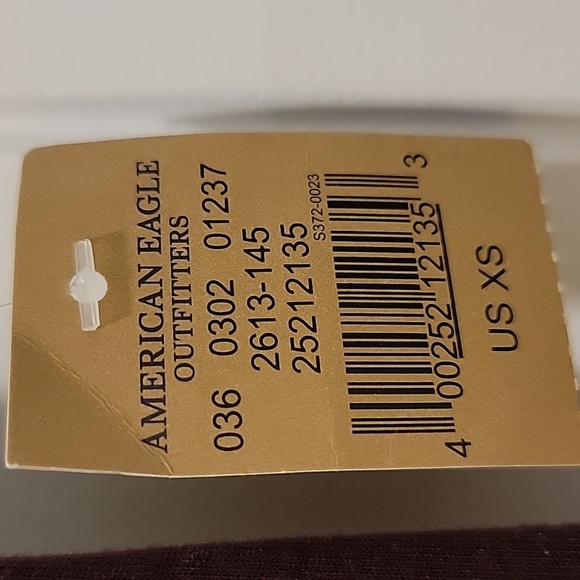 AMERICAN EAGLE
OUTFITTERS
036 0302 01237
2613-145
25212135
S372-0023
4 00252 12135 3
US XS